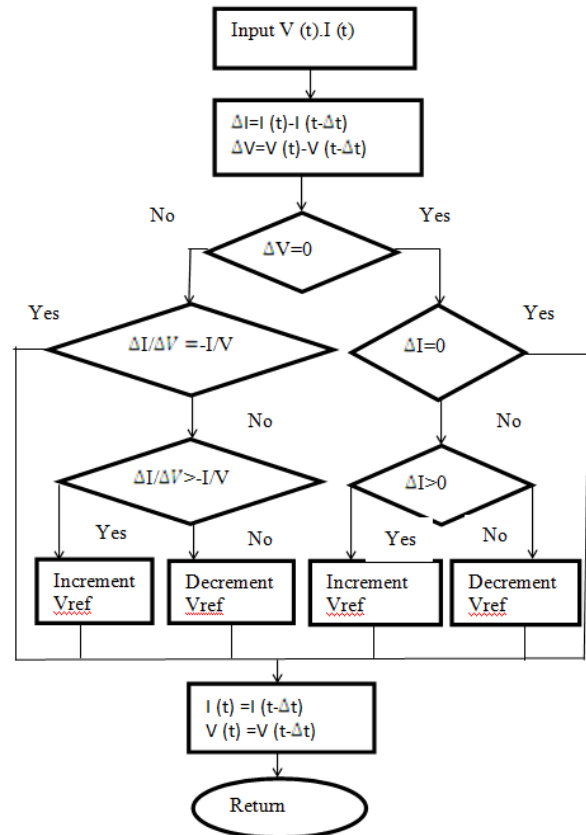 Input V (t).I (t)
ΔI=I (t)-I (t-Δt)
ΔV=V (t)-V (t-Δt)
No
Yes
ΔV=0
Yes
Yes
ΔI/ΔV =-I/V
ΔI=0
No
No
ΔI/ΔV>-I/V
ΔI>0
Yes
No
Yes
No
Increment
Vref
Decrement
Vref
Increment
Vref
Decrement
Vref
I (t) =I (t-Δt)
V (t) =V (t-Δt)
Return